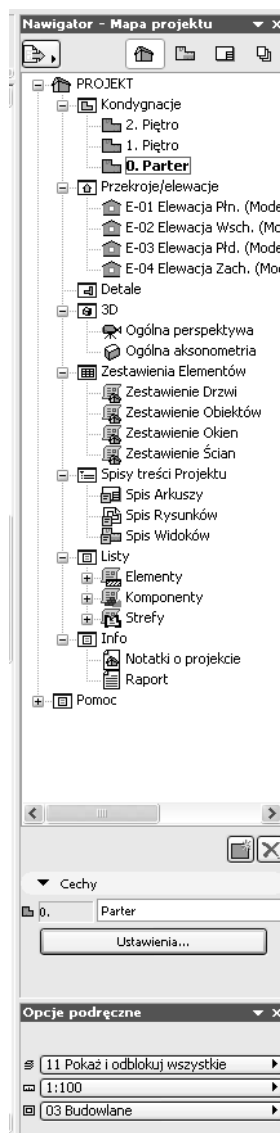 Nawigator - Mapa projektu
PROJEKT
Kondygnacje
2. Piętro
1. Piętro
0. Parter
Przekroje/elewacje
E-01 Elewacja Płn. (Mode
E-02 Elewacja Wsch. (Mo
E-03 Elewacja Płd. (Mode
E-04 Elewacja Zach. (Mo
Detale
3D
Ogólna perspektywa
Ogólna aksonometria
Zestawienia Elementów
Zestawienie Drzwi
Zestawienie Obiektów
Zestawienie Okien
Zestawienie Ścian
Spisy treści Projektu
Spis Arkuszy
Spis Rysunków
Spis Widoków
Listy
Elementy
Komponenty
Strefy
Info
Notatki o projekcie
Raport
Pomoc
Cechy
0. Parter
Ustawienia...
Opcje podręczne
11 Pokaż i odblokuj wszystkie
1:100
03 Budowlane